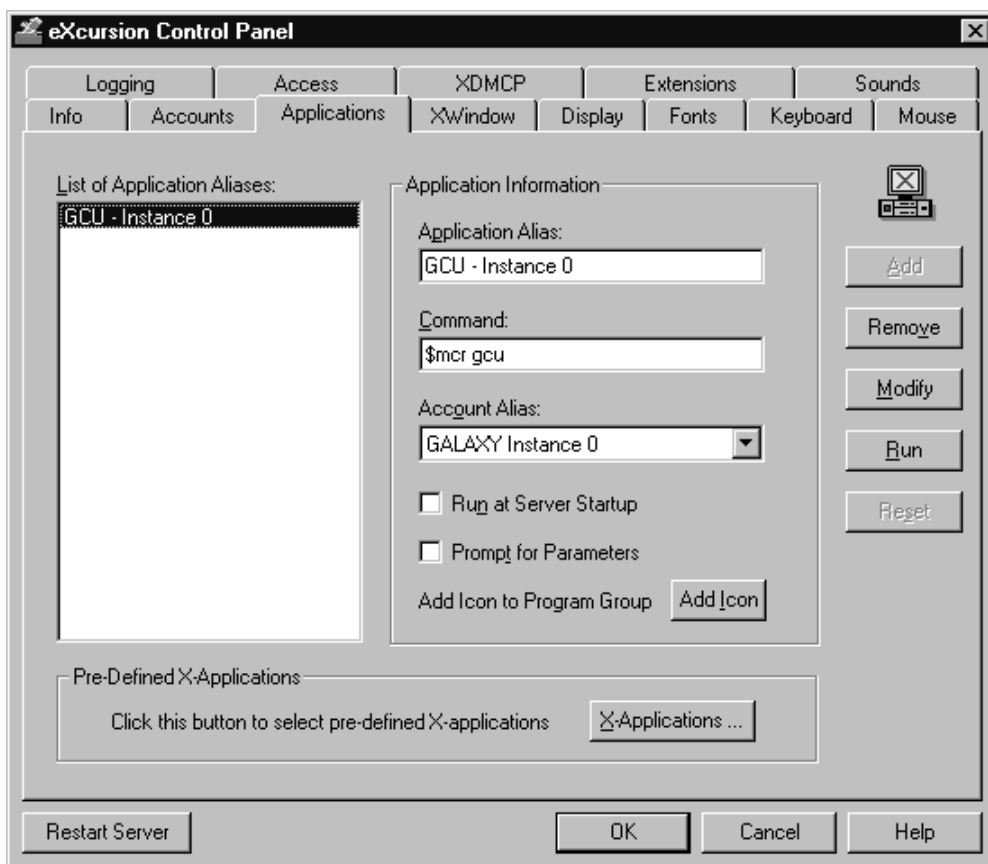 eXcursion Control Panel
Logging Access XDMCP Extensions Sounds
Info Accounts Applications XWindow Display Fonts Keyboard Mouse
List of Application Aliases:
GCU - Instance 0
Application Information
Application Alias:
GCU - Instance 0
Command:
$mcr gcu
Account Alias:
GALAXY Instance 0
Run at Server Startup
Prompt for Parameters
Add Icon to Program Group Add Icon
Add
Remove
Modify
Run
Reset
Pre-Defined X-Applications
Click this button to select pre-defined X-applications X-Applications ...
Restart Server OK Cancel Help